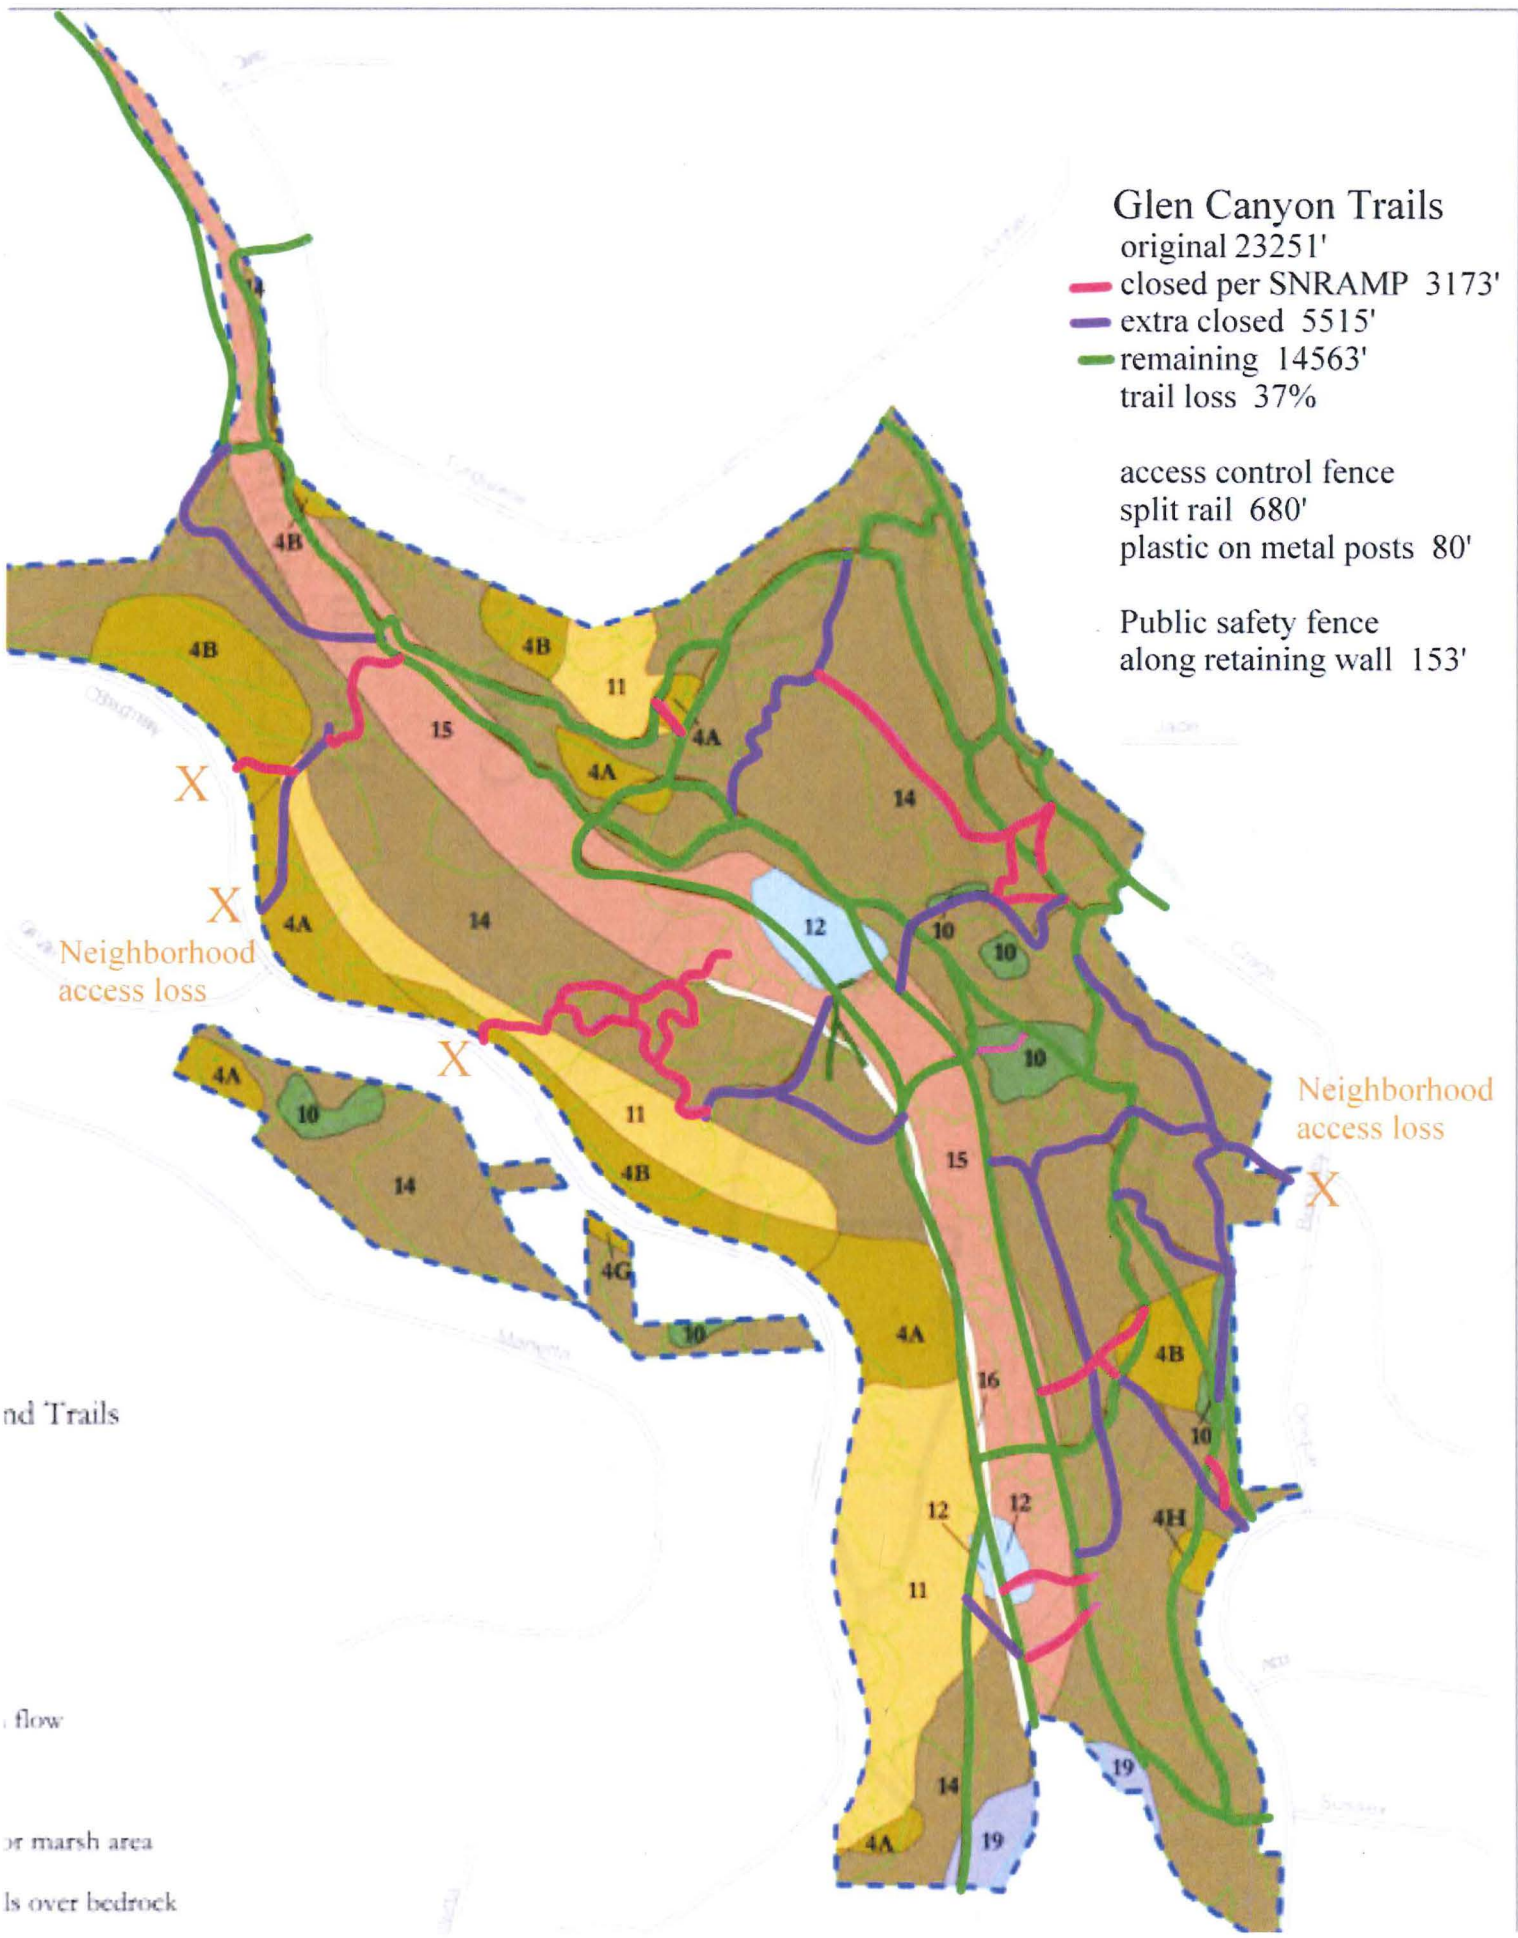 Glen Canyon Trails
original 23251'
closed per SNRAMP 3173'
extra closed 5515'
remaining 14563'
trail loss 37%
access control fence
split rail 680'
plastic on metal posts 80'
Public safety fence
along retaining wall 153'
14
4B
4B
4B
11
4A
15
4A
14
X
X
4A
14
12
10
10
Neighborhood
access loss
X
10
4A
10
11
Neighborhood
access loss
15
4B
14
X
4G
10
Marietta
4A
4B
16
nd Trails
10
12
12
4H
11
flow
14
19
Sussex
4A
19
or marsh area
ls over bedrock